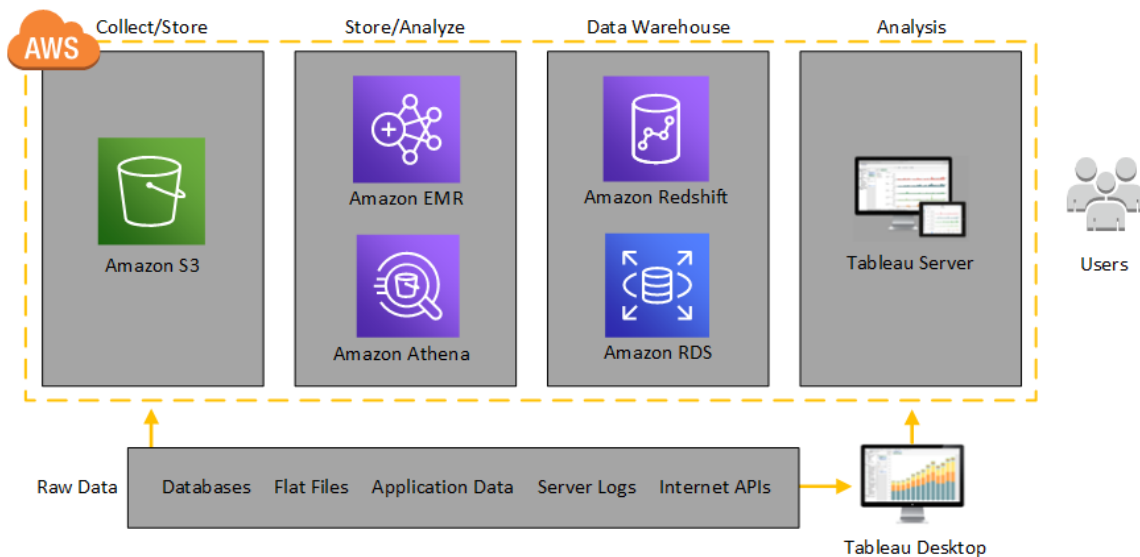 AWS
Collect/Store
Store/Analyze
Data Warehouse
Analysis
Amazon S3
Amazon EMR
Amazon Athena
Amazon Redshift
Amazon RDS
Tableau Server
Users
Raw Data
Databases
Flat Files
Application Data
Server Logs
Internet APIs
Tableau Desktop